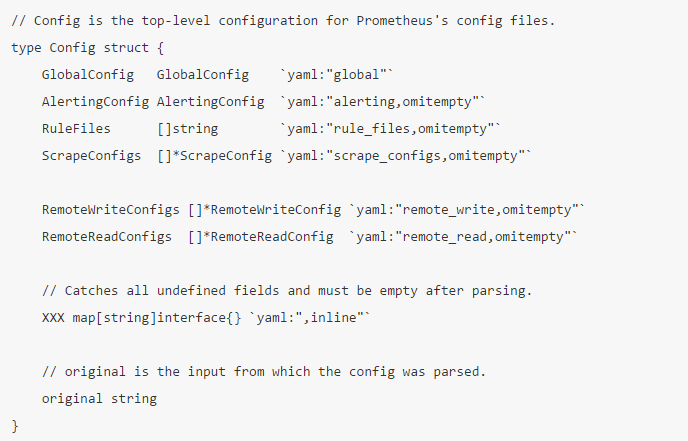 // Config is the top-level configuration for Prometheus's config files.
type Config struct {
    GlobalConfig   GlobalConfig    `yaml:"global"`
    AlertingConfig AlertingConfig  `yaml:"alerting,omitempty"`
    RuleFiles      []string        `yaml:"rule_files,omitempty"`
    ScrapeConfigs  []*ScrapeConfig `yaml:"scrape_configs,omitempty"`

    RemoteWriteConfigs []*RemoteWriteConfig `yaml:"remote_write,omitempty"`
    RemoteReadConfigs  []*RemoteReadConfig  `yaml:"remote_read,omitempty"`

    // Catches all undefined fields and must be empty after parsing.
    XXX map[string]interface{} `yaml:",inline"`

    // original is the input from which the config was parsed.
    original string
}